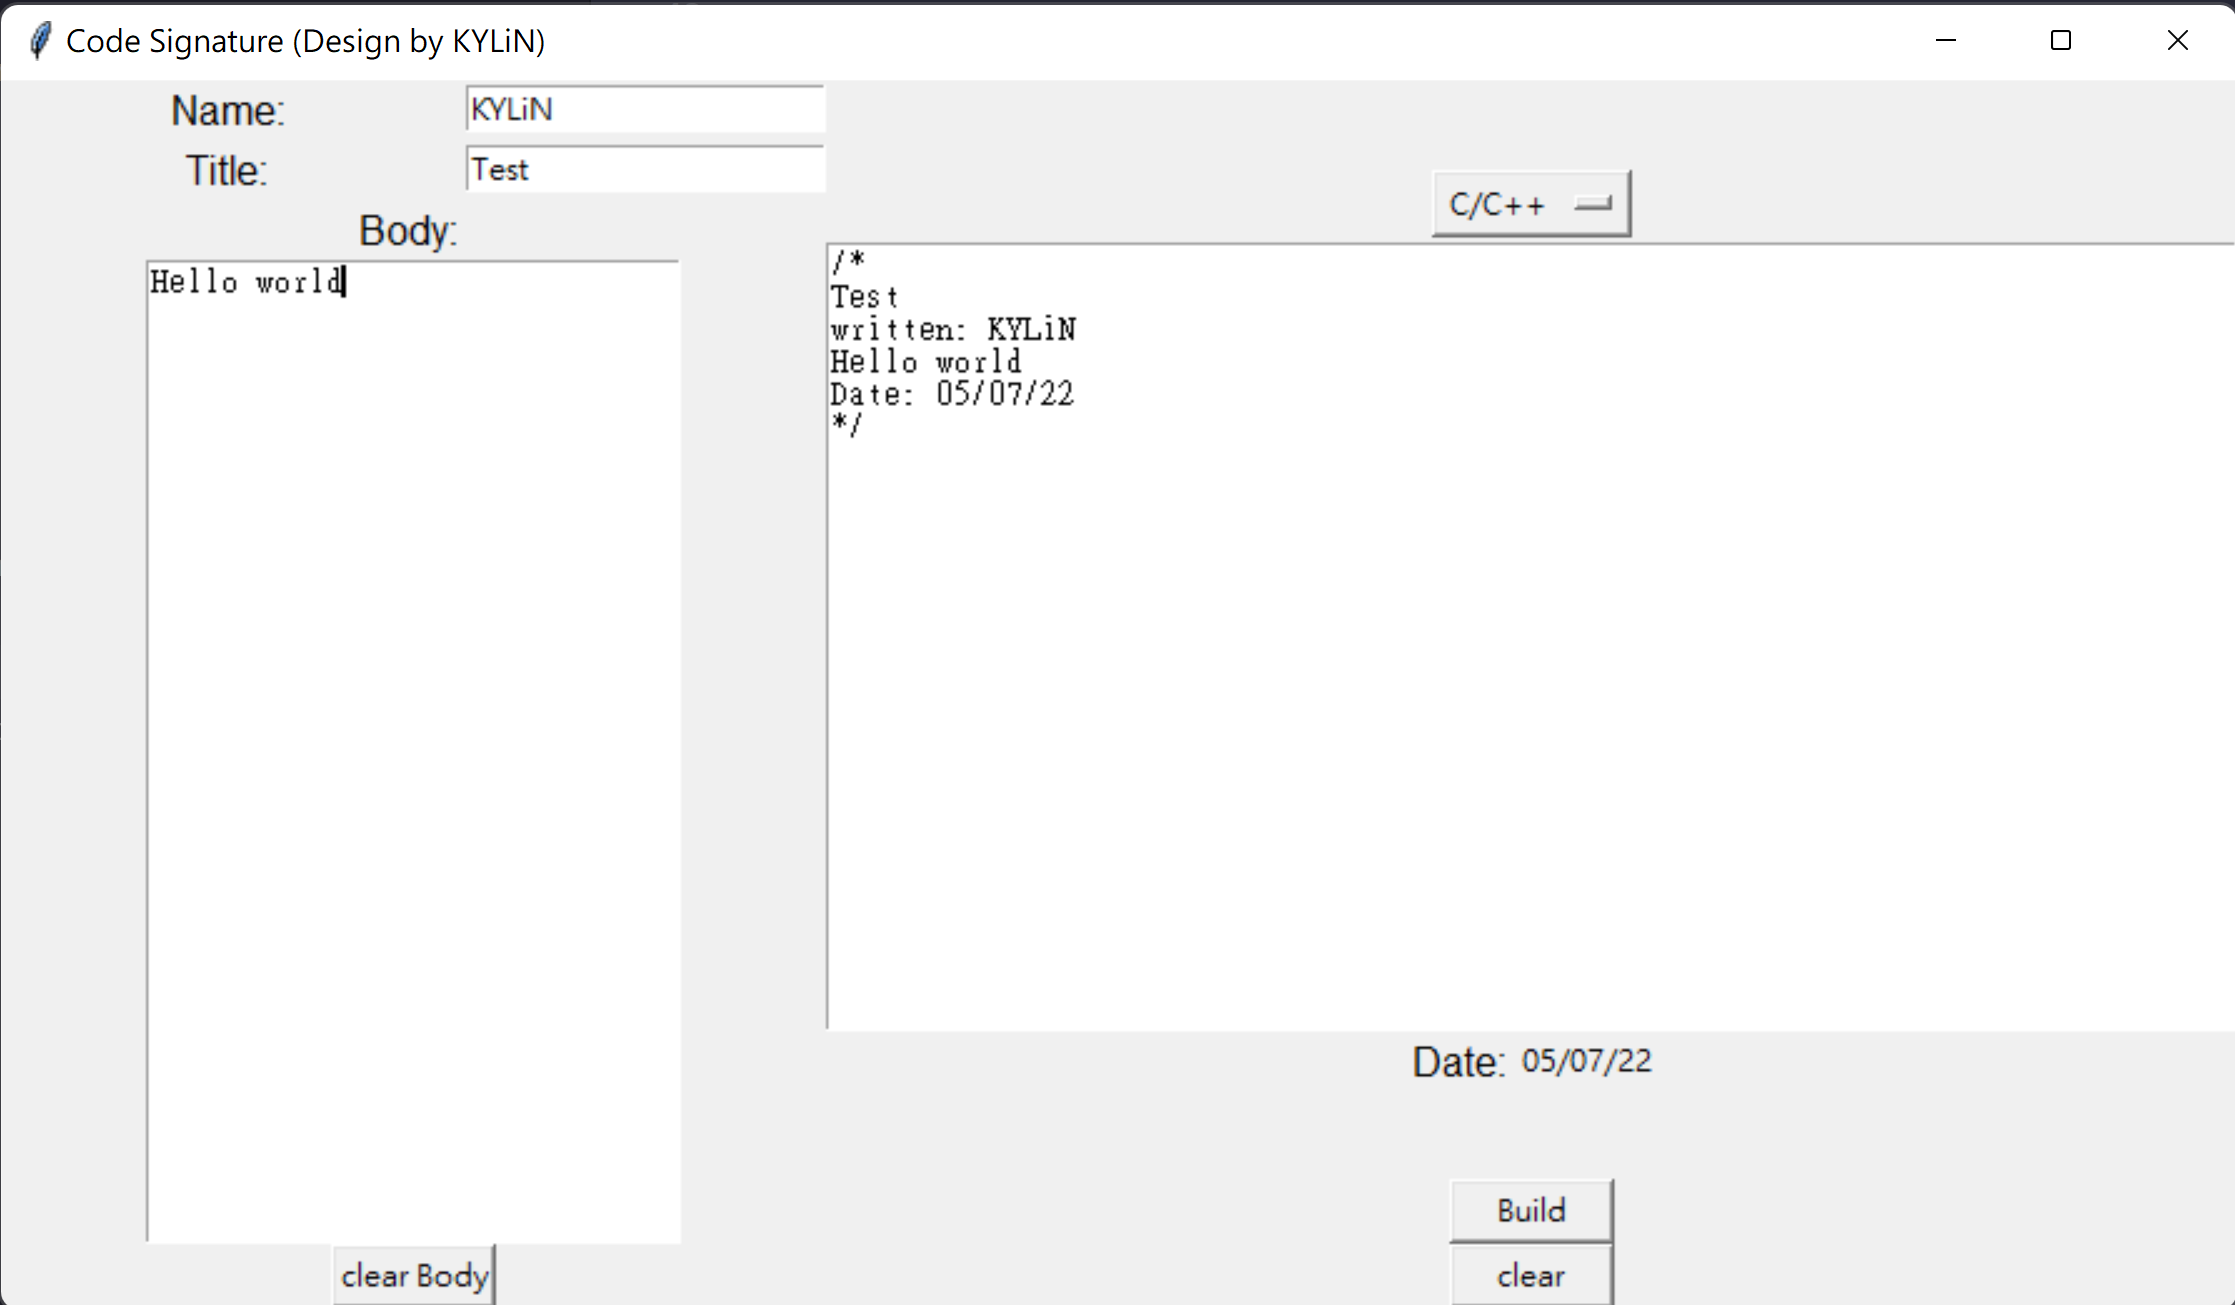 Code Signature (Design by KYLiN)
Name: KYLiN
Title: Test
Body:
Hello world
C/C++
/*
Test
written: KYLiN
Hello world
Date: 05/07/22
*/
Date: 05/07/22
Build
clear Body
clear